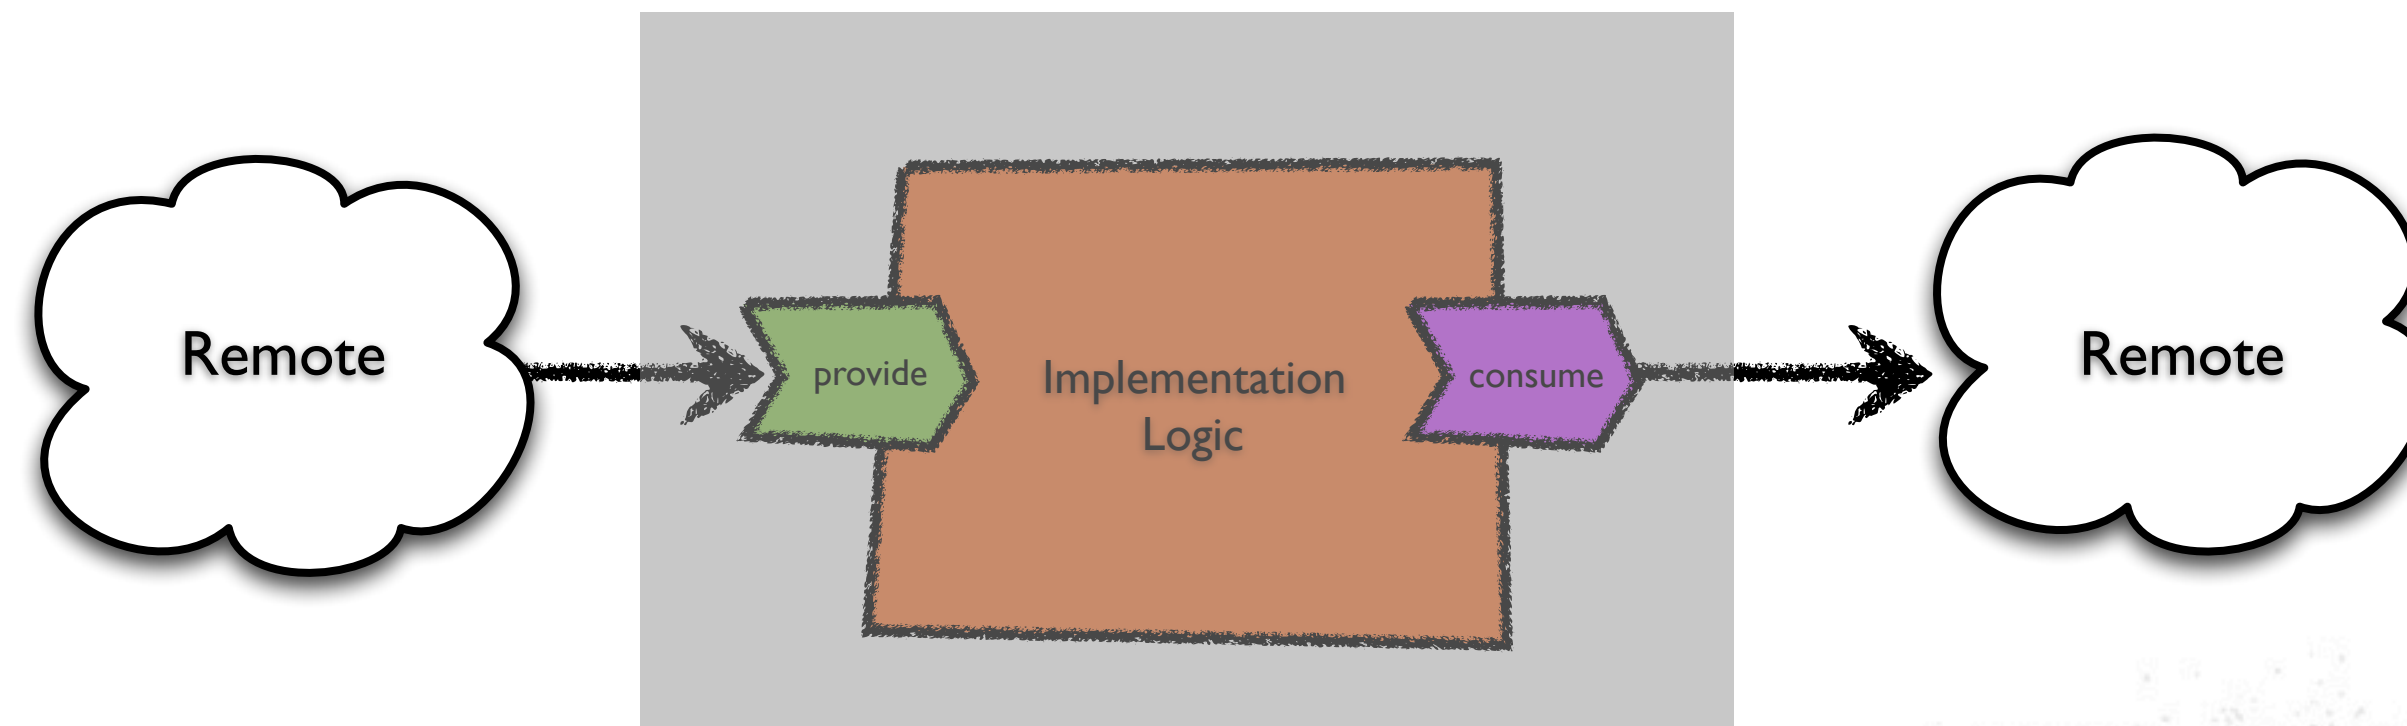 Remote
provide
Implementation
Logic
consume
Remote